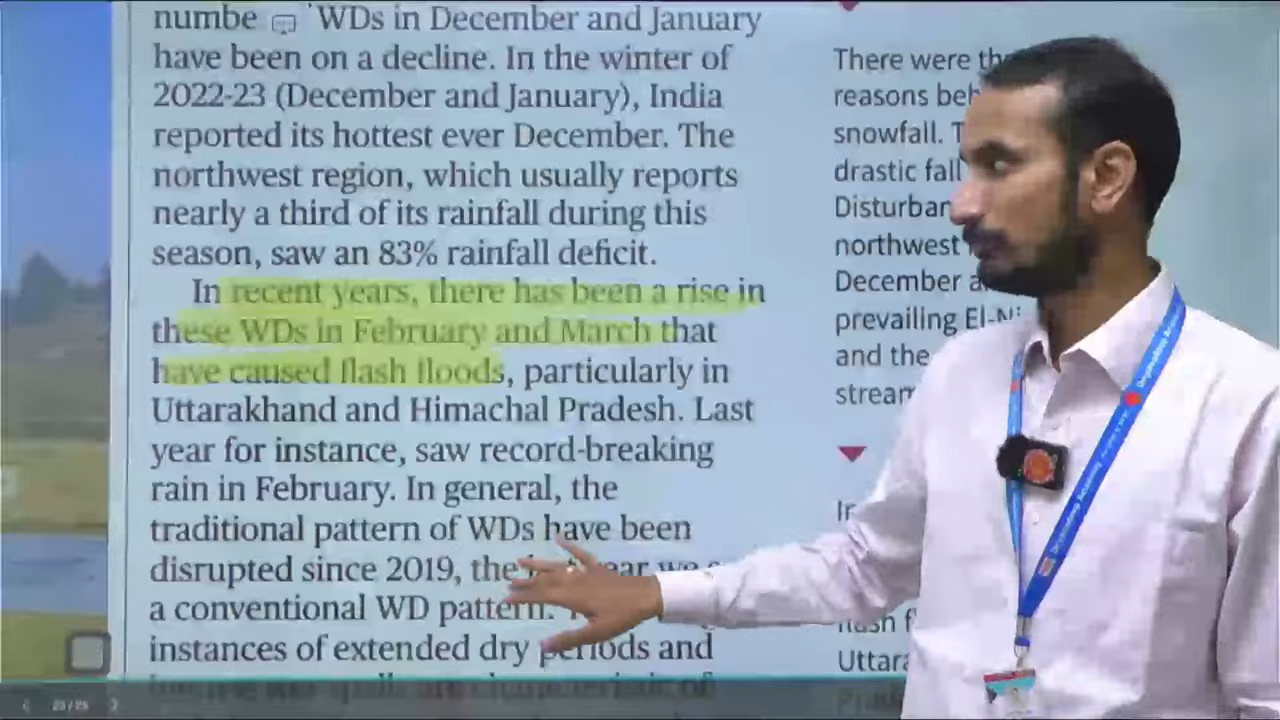 numbe WDs in December and January
have been on a decline. In the winter of
2022-23 (December and January), India
reported its hottest ever December. The
northwest region, which usually reports
nearly a third of its rainfall during this
season, saw an 83% rainfall deficit.
In recent years, there has been a rise in
these WDs in February and March that
have caused flash floods, particularly in
Uttarakhand and Himachal Pradesh. Last
year for instance, saw record-breaking
rain in February. In general, the
traditional pattern of WDs have been
disrupted since 2019, the
a conventional WD pattern.
instances of extended dry periods and
There were th
reasons beh
snowfall. T
drastic fall
Disturban
northwest
December a
prevailing El-Ni
and the
stream
In
flash f
Uttara
Prad